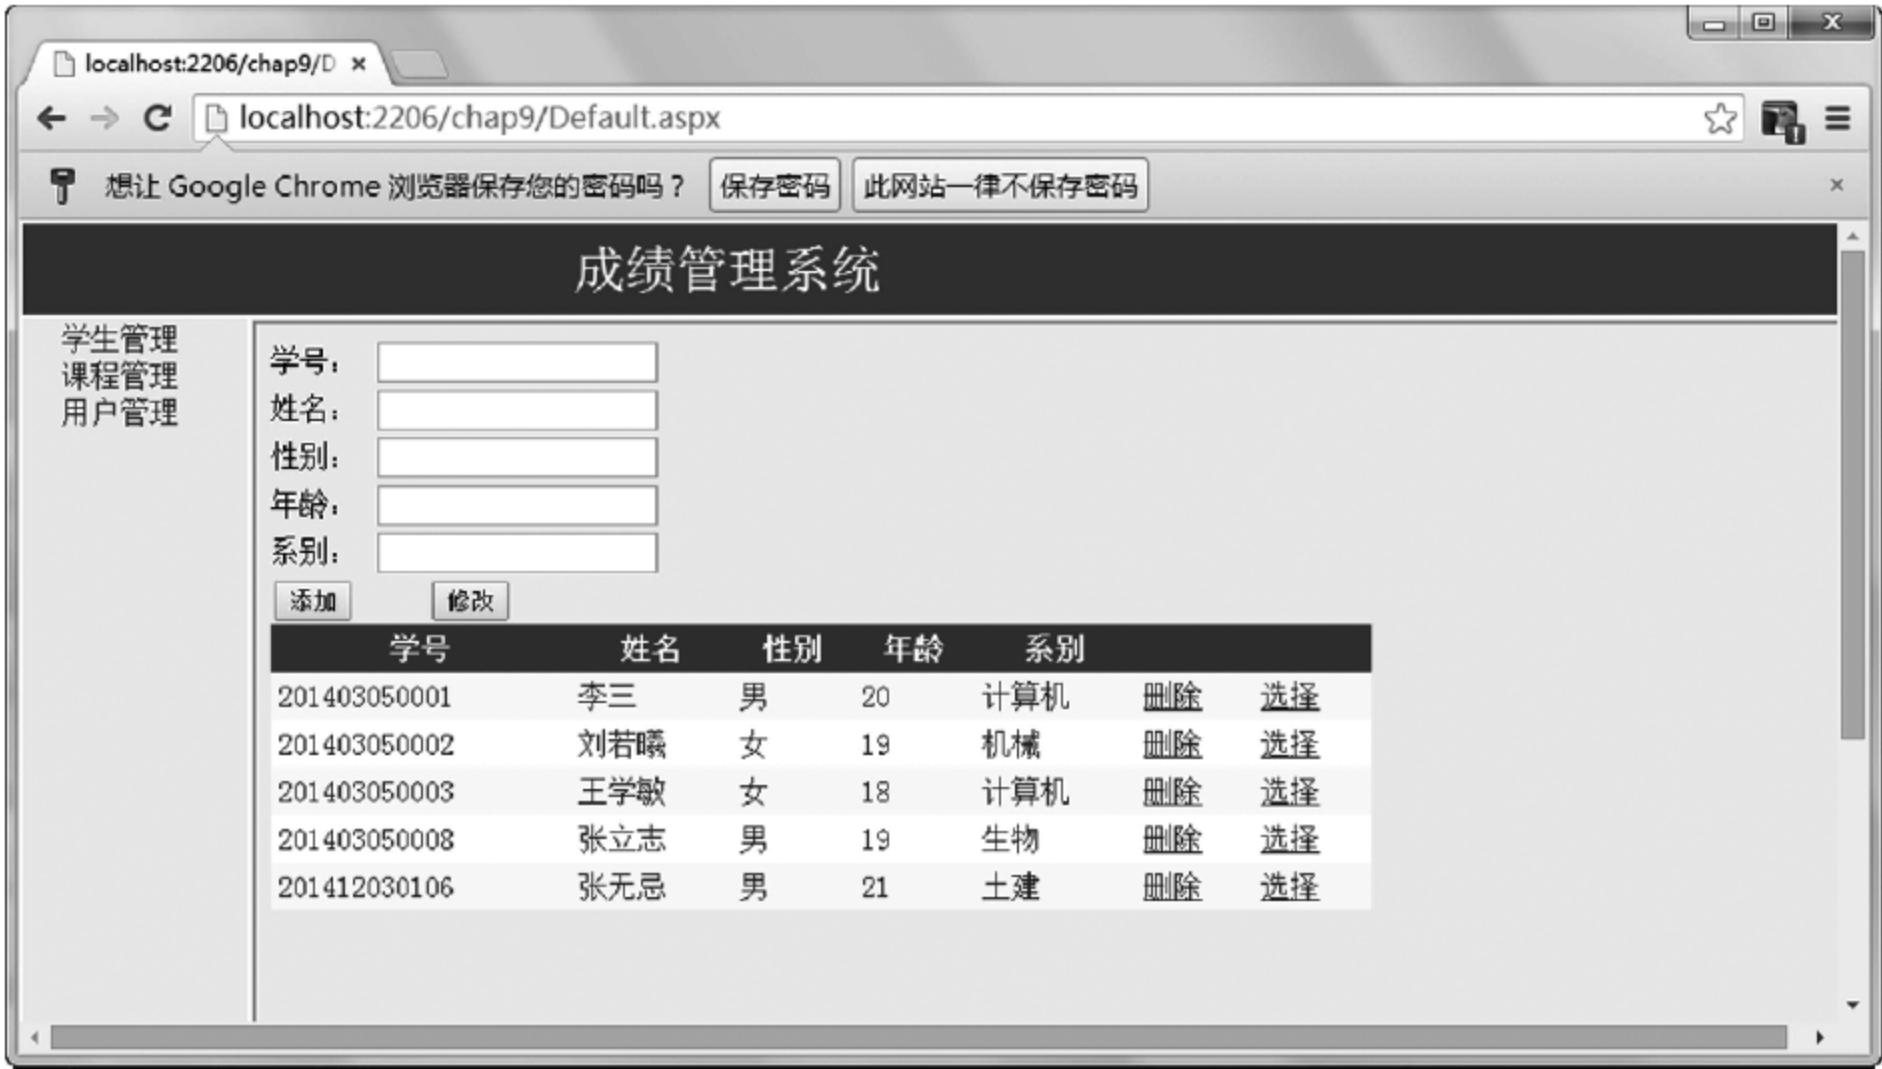 localhost:2206/chap9/D
localhost:2206/chap9/Default.aspx
想让 Google Chrome 浏览器保存您的密码吗？ 保存密码 此网站一律不保存密码
成绩管理系统
学生管理
课程管理
用户管理
学号：
姓名：
性别：
年龄：
系别：
添加 修改
学号 姓名 性别 年龄 系别
201403050001 李三 男 20 计算机 删除 选择
201403050002 刘若曦 女 19 机械 删除 选择
201403050003 王学敏 女 18 计算机 删除 选择
201403050008 张立志 男 19 生物 删除 选择
201412030106 张无忌 男 21 土建 删除 选择